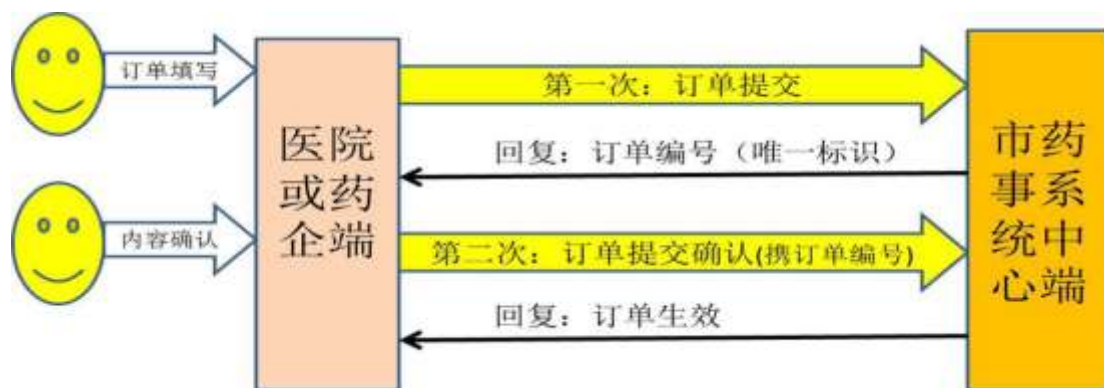 订单填写
内容确认
医院
或药
企端
第一次：订单提交
回复：订单编号（唯一标识）
第二次：订单提交确认(携订单编号)
回复：订单生效
市药
事系
统中
心端